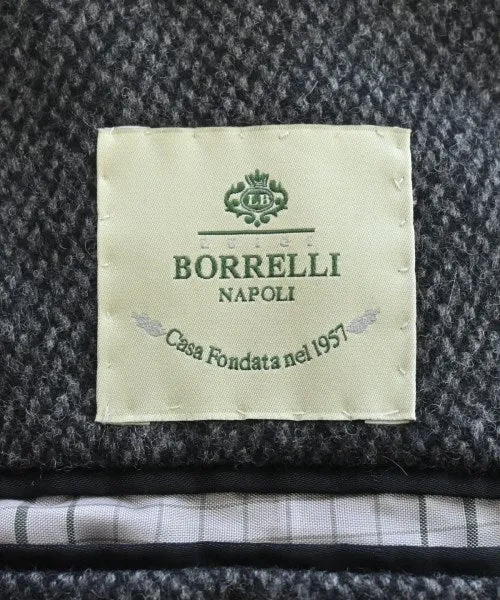 LB
LUIGI
BORRELLI
NAPOLI
Casa Fondata nel 1957